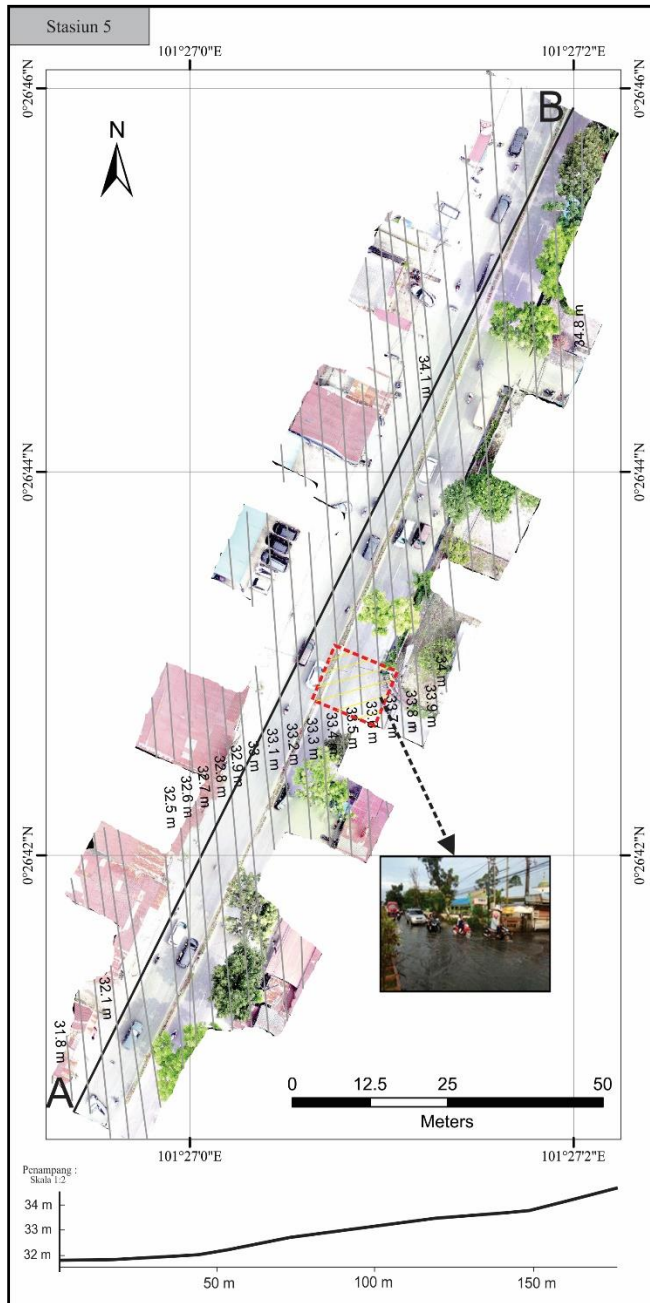 Stasiun 5
101°27'0"E
101°27'2"E
0°26'46"N
0°26'46"N
N
B
34.8 m
34.1 m
0°26'44"N
0°26'44"N
34 m
33.9 m
33.8 m
33.7 m
33.6 m
33.5 m
33.4 m
33.3 m
33.2 m
33.1 m
33 m
32.9 m
32.8 m
32.7 m
32.6 m
32.5 m
0°26'42"N
0°26'42"N
32.1 m
31.8 m
A
0 12.5 25 50
Meters
101°27'0"E
101°27'2"E
Penampang :
Skala 1:2
34 m
33 m
32 m
50 m
100 m
150 m